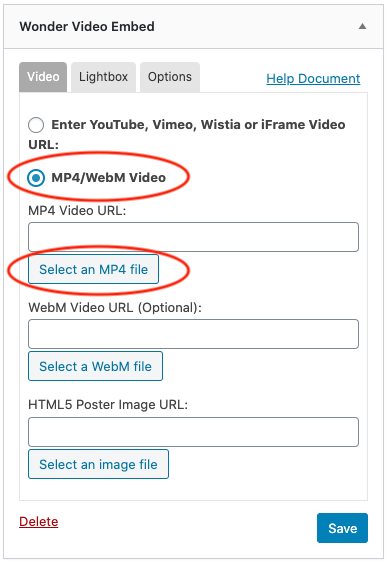 Wonder Video Embed
Video Lightbox Options Help Document
Enter YouTube, Vimeo, Wistia or iFrame Video
URL:
MP4/WebM Video
MP4 Video URL:
Select an MP4 file
WebM Video URL (Optional):
Select a WebM file
HTML5 Poster Image URL:
Select an image file
Delete Save